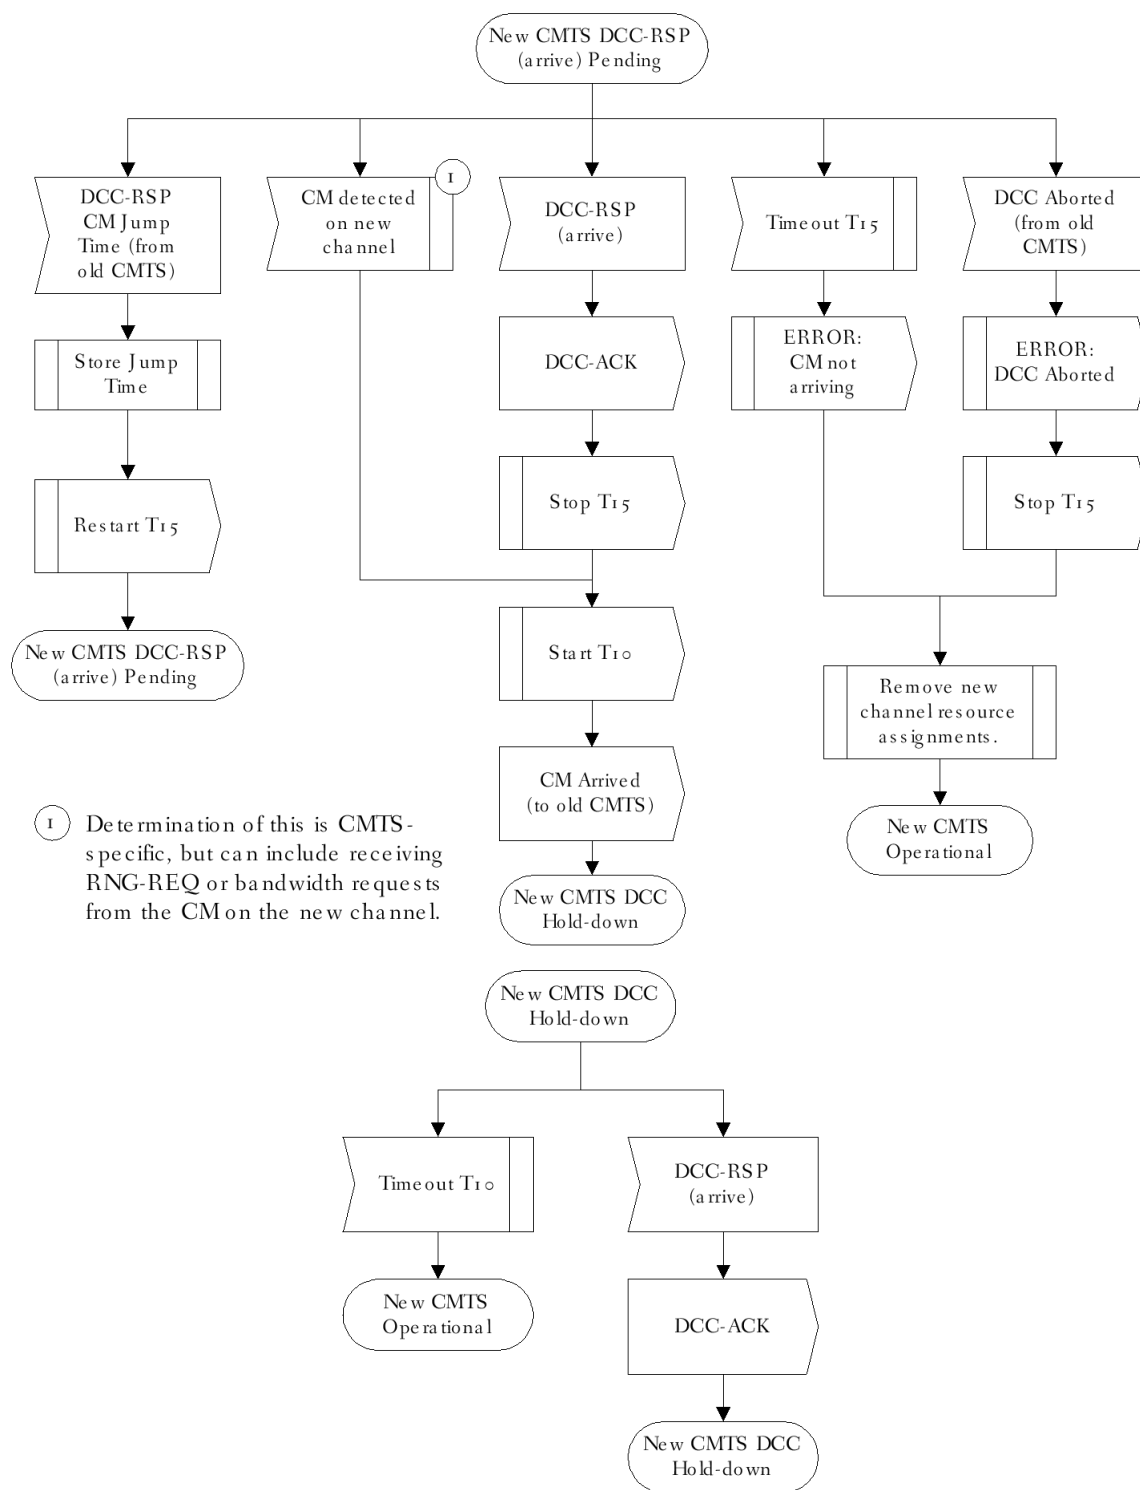 New CMTS DCC-RSP
(arrive) Pending
DCC-RSP
CM Jump
Time (from
old CMTS)
CM detected
on new
channel
1
DCC-RSP
(arrive)
Timeout T15
DCC Aborted
(from old
CMTS)
Store Jump
Time
DCC-ACK
ERROR:
CM not
arriving
ERROR:
DCC Aborted
Restart T15
Stop T15
Stop T15
New CMTS DCC-RSP
(arrive) Pending
Start T10
Remove new
channel resource
assignments.
CM Arrived
(to old CMTS)
New CMTS
Operational
New CMTS DCC
Hold-down
1 Determination of this is CMTS-
specific, but can include receiving
RNG-REQ or bandwidth requests
from the CM on the new channel.
New CMTS DCC
Hold-down
Timeout T10
DCC-RSP
(arrive)
New CMTS
Operational
DCC-ACK
New CMTS DCC
Hold-down